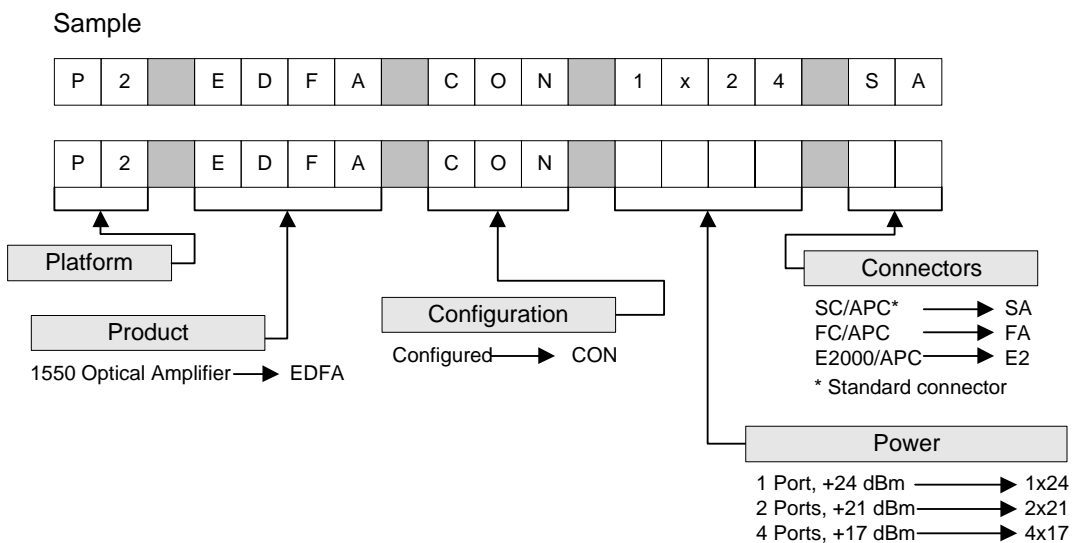 Sample
P 2 E D F A C O N 1 x 2 4 S A
P 2 E D F A C O N
Platform
Product
1550 Optical Amplifier EDFA
Configuration
Configured CON
Connectors
SC/APC* SA
FC/APC FA
E2000/APC E2
* Standard connector
Power
1 Port, +24 dBm 1x24
2 Ports, +21 dBm 2x21
4 Ports, +17 dBm 4x17